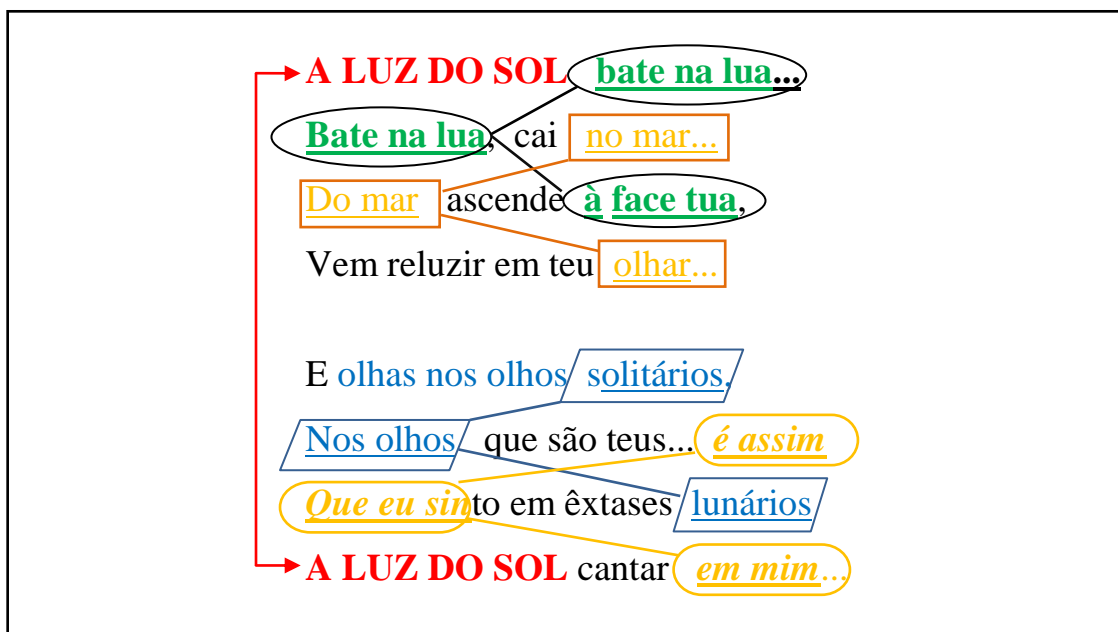 A LUZ DO SOL bate na lua...
Bate na lua, cai no mar...
Do mar ascende à face tua,
Vem reluzir em teu olhar...
E olhas nos olhos solitários,
Nos olhos que são teus... é assim
Que eu sinto em êxtases lunários
A LUZ DO SOL cantar em mim...